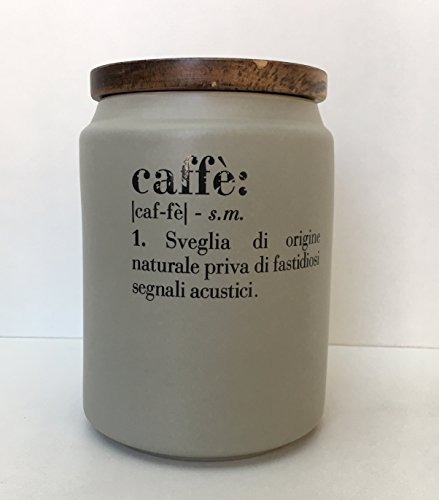 caffè:
|caf-fè| - s.m.
1. Sveglia di origine
naturale priva di fastidiosi
segnali acustici.